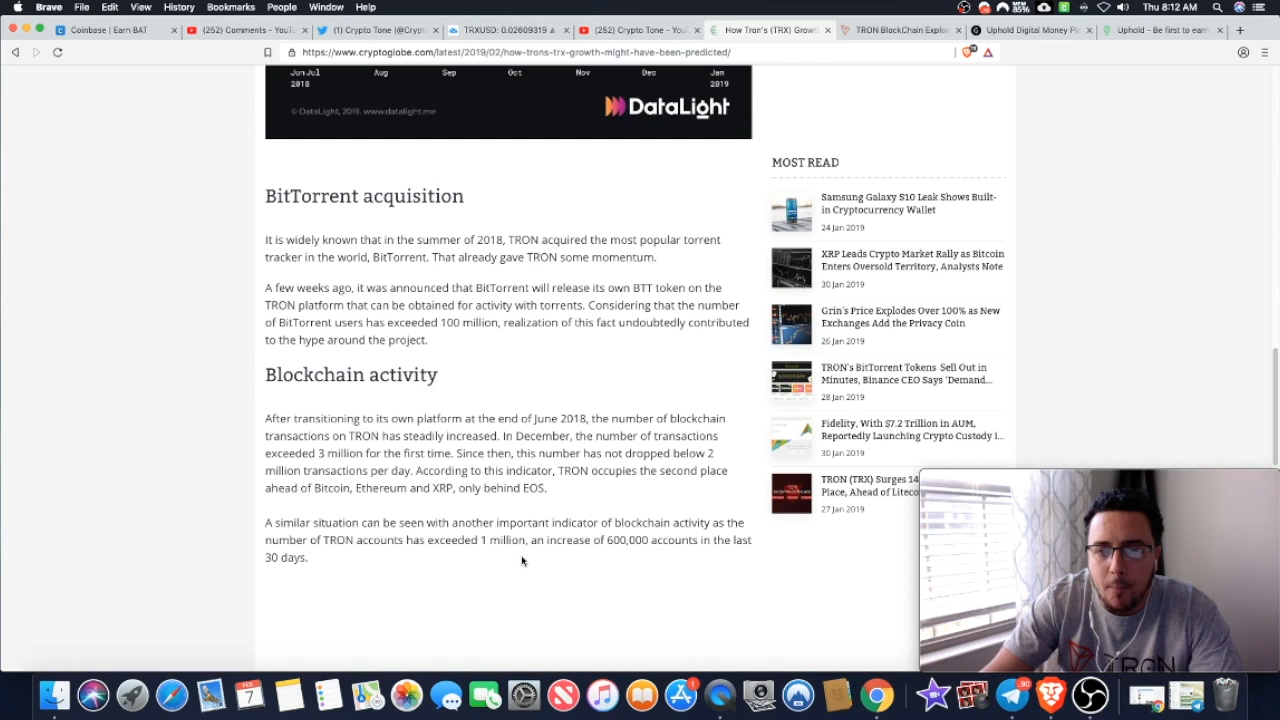 Brave File Edit View History Bookmarks People Window Help
Thu 8:12 AM
Coinbase | Earn BAT
(252) Comments - YouTu
(1) Crypto Tone (@Crypt
TRXUSD: 0.02609319
(252) Crypto Tone - YouT
How Tron's (TRX) Growt
TRON BlockChain Explor
Uphold Digital Money Pl
Uphold - Be first to earn
https://www.cryptoglobe.com/latest/2019/02/how-trons-trx-growth-might-have-been-predicted/
Jun Jul Aug Sep Oct Nov Dec Jan
2018 2019
© DataLight, 2019. www.datalight.me
DataLight
BitTorrent acquisition
It is widely known that in the summer of 2018, TRON acquired the most popular torrent
tracker in the world, BitTorrent. That already gave TRON some momentum.
A few weeks ago, it was announced that BitTorrent will release its own BTT token on the
TRON platform that can be obtained for activity with torrents. Considering that the number
of BitTorrent users has exceeded 100 million, realization of this fact undoubtedly contributed
to the hype around the project.
Blockchain activity
After transitioning to its own platform at the end of June 2018, the number of blockchain
transactions on TRON has steadily increased. In December, the number of transactions
exceeded 3 million for the first time. Since then, this number has not dropped below 2
million transactions per day. According to this indicator, TRON occupies the second place
ahead of Bitcoin, Ethereum and XRP, only behind EOS.
A similar situation can be seen with another important indicator of blockchain activity as the
number of TRON accounts has exceeded 1 million, an increase of 600,000 accounts in the last
30 days.
MOST READ
Samsung Galaxy S10 Leak Shows Built-
in Cryptocurrency Wallet
24 Jan 2019
XRP Leads Crypto Market Rally as Bitcoin
Enters Oversold Territory, Analysts Note
30 Jan 2019
Grin's Price Explodes Over 100% as New
Exchanges Add the Privacy Coin
26 Jan 2019
TRON's BitTorrent Tokens Sell Out in
Minutes, Binance CEO Says 'Demand...
28 Jan 2019
Fidelity, With $7.2 Trillion in AUM,
Reportedly Launching Crypto Custody i...
30 Jan 2019
TRON (TRX) Surges 14
Place, Ahead of Liteco
27 Jan 2019
TRON
FEB
7
1
80